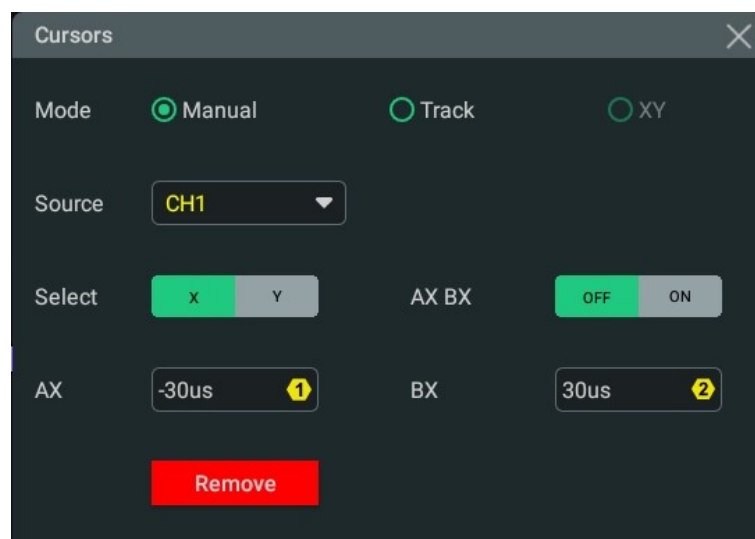 Cursors
Mode Manual Track XY
Source CH1
Select X Y AX BX OFF ON
AX -30us 1 BX 30us 2
Remove